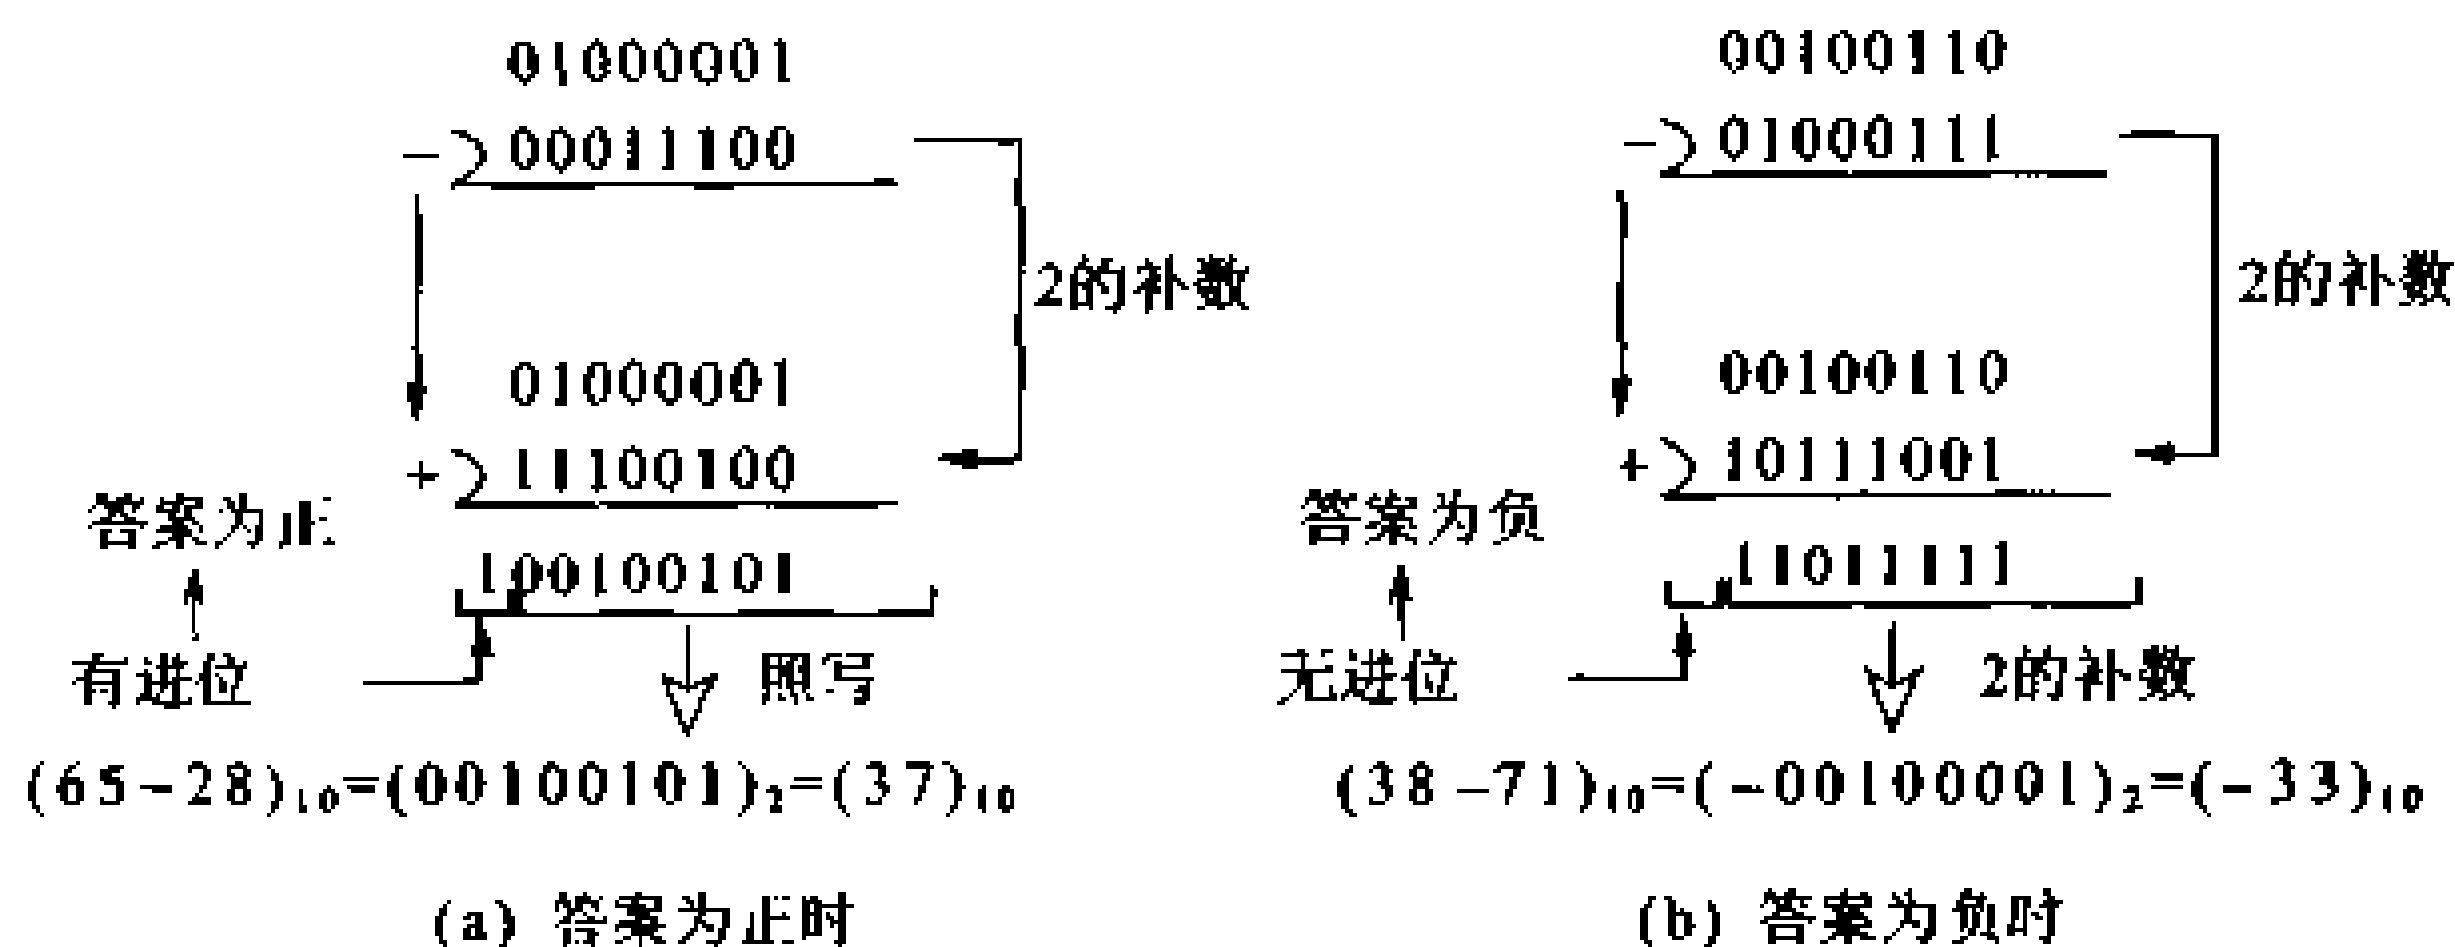 01000001
- 00011100
2的补数
01000001
+ 11100100
答案为正
100100101
有进位
照写
(65-28)₁₀=(00100101)₂=(37)₁₀
(a) 答案为正时
00100110
- 01000111
2的补数
00100110
+ 10111001
答案为负
11011111
无进位
2的补数
(38-71)₁₀=(-00100001)₂=(-33)₁₀
(b) 答案为负时